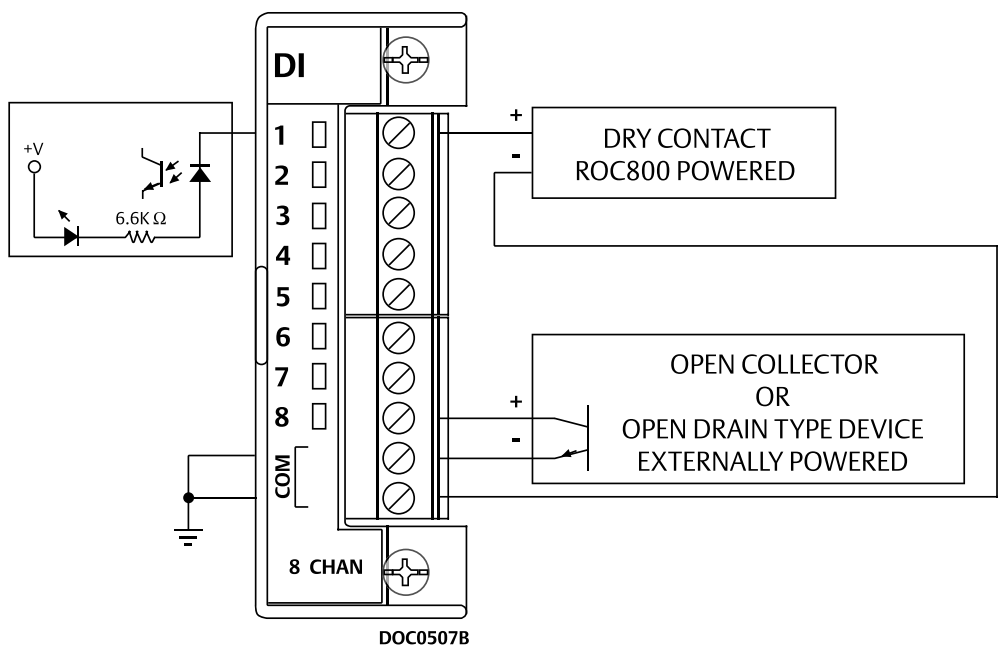 DI
1
2
3
4
5
6
7
8
COM
8 CHAN
+V
6.6K Ω
+
-
DRY CONTACT
ROC800 POWERED
+
-
OPEN COLLECTOR
OR
OPEN DRAIN TYPE DEVICE
EXTERNALLY POWERED
DOC0507B